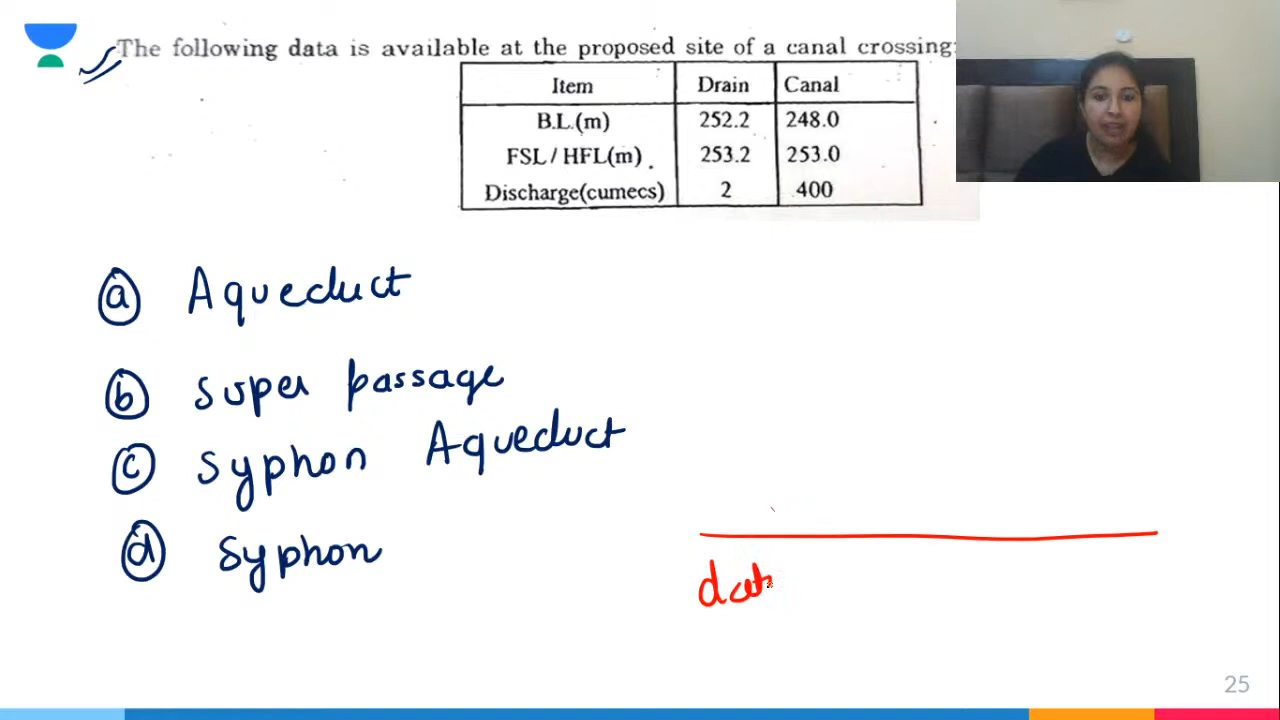 The following data is available at the proposed site of a canal crossing:
Item Drain Canal
B.L.(m) 252.2 248.0
FSL / HFL(m) . 253.2 253.0
Discharge(cumecs) 2 400
a Aqueduct
b Super passage
c Syphon Aqueduct
d Syphon
dat
25